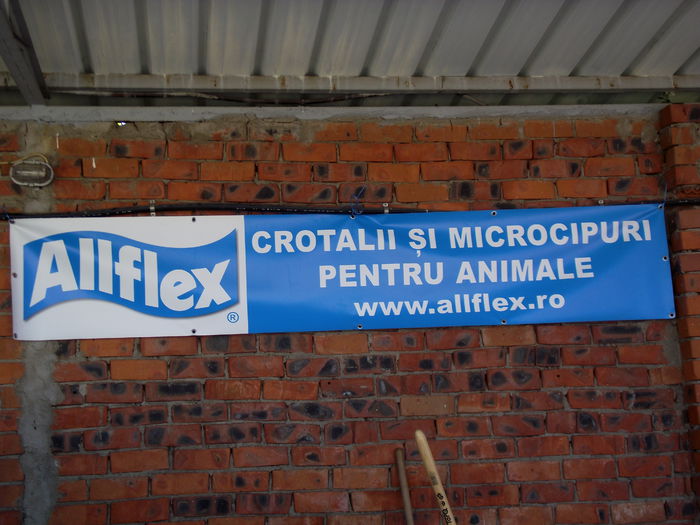 Allflex
®
CROTALII ȘI MICROCIPURI
PENTRU ANIMALE
www.allflex.ro